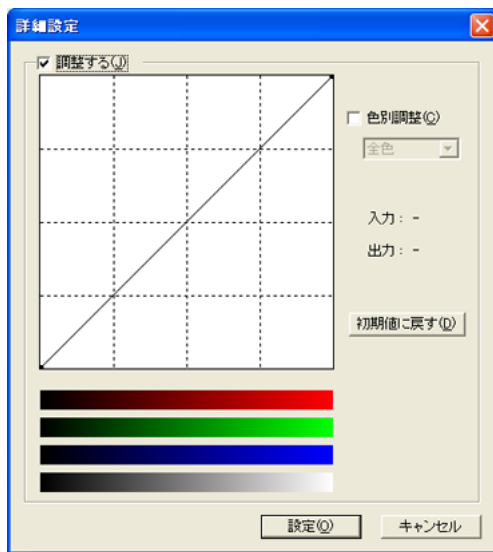 詳細設定
調整する(J)
色別調整(C)
全色
入力： -
出力： -
初期値に戻す(D)
設定(O)
キャンセル